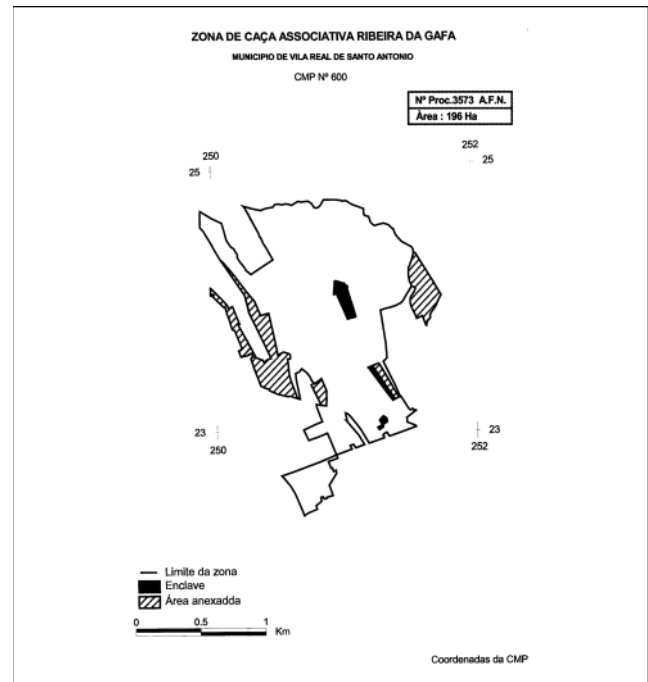 ZONA DE CAÇA ASSOCIATIVA RIBEIRA DA GAFA
MUNICIPIO DE VILA REAL DE SANTO ANTONIO
CMP Nº 600
Nº Proc.3573 A.F.N.
Àrea : 196 Ha
250
252
25
25
23
23
250
252
Limite da zona
Enclave
Àrea anexadda
0 0.5 1
Km
Coordenadas da CMP